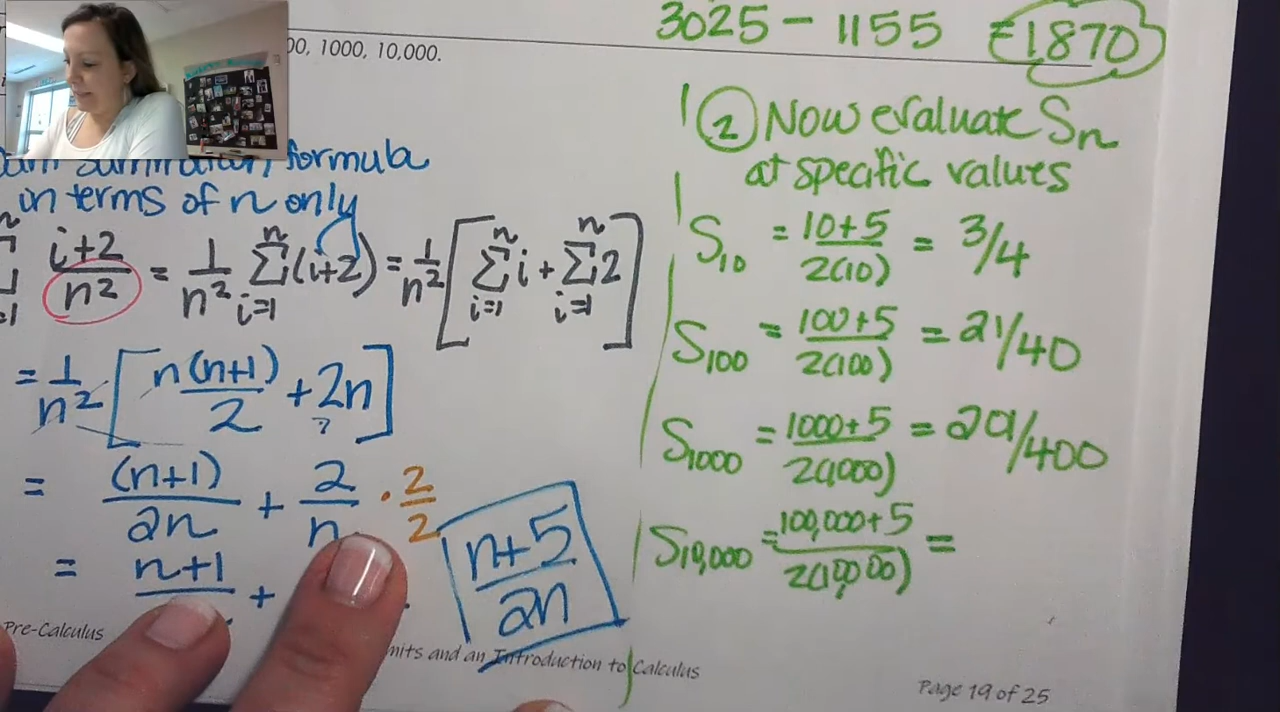 3025 - 1155 = 1870
00, 1000, 10,000.
summation formula
in terms of n only
i+2/n² = 1/n² Σ(i+2) = 1/n² [Σi + Σ2]
n i=1 n i=1 n i=1
= 1/n² [n(n+1)/2 + 2n]
= (n+1)/2n + 2/n · 2/2
= n+1 +
n+5/2n
② Now evaluate Sn
at specific values
S10 = 10+5/2(10) = 3/4
S100 = 100+5/2(100) = 21/40
S1000 = 1000+5/2(1000) = 201/400
S10,000 = 100,000+5/2(10,000) =
Pre-Calculus
mits and an Introduction to Calculus
Page 19 of 25